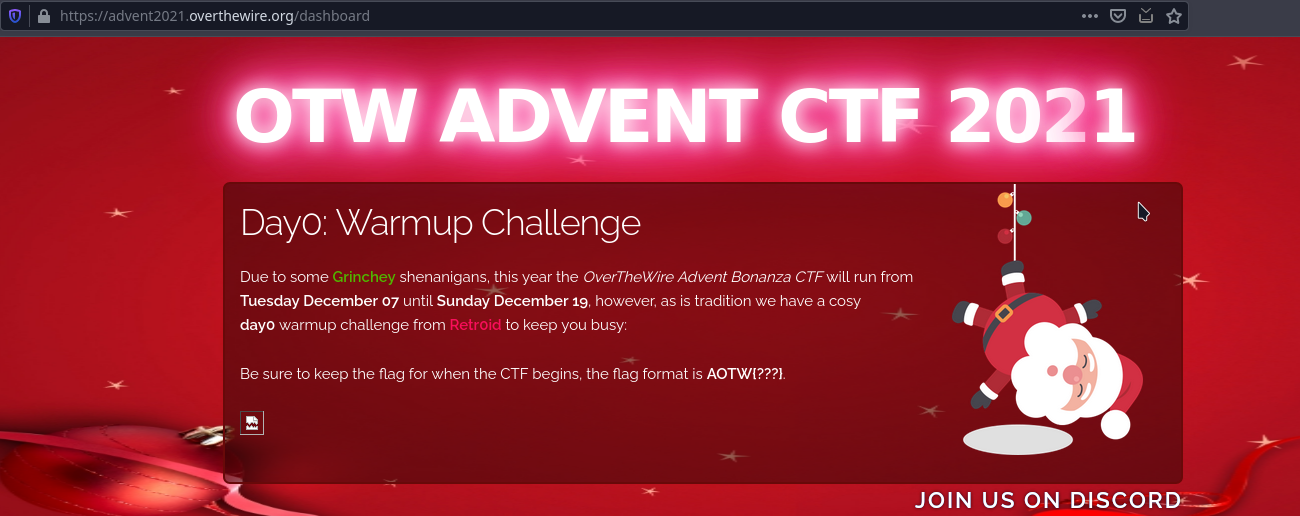 https://advent2021.overthewire.org/dashboard
OTW ADVENT CTF 2021
Day0: Warmup Challenge
Due to some Grinchey shenanigans, this year the OverTheWire Advent Bonanza CTF will run from
Tuesday December 07 until Sunday December 19, however, as is tradition we have a cosy
day0 warmup challenge from Retr0id to keep you busy:
Be sure to keep the flag for when the CTF begins, the flag format is AOTW{???}.
JOIN US ON DISCORD